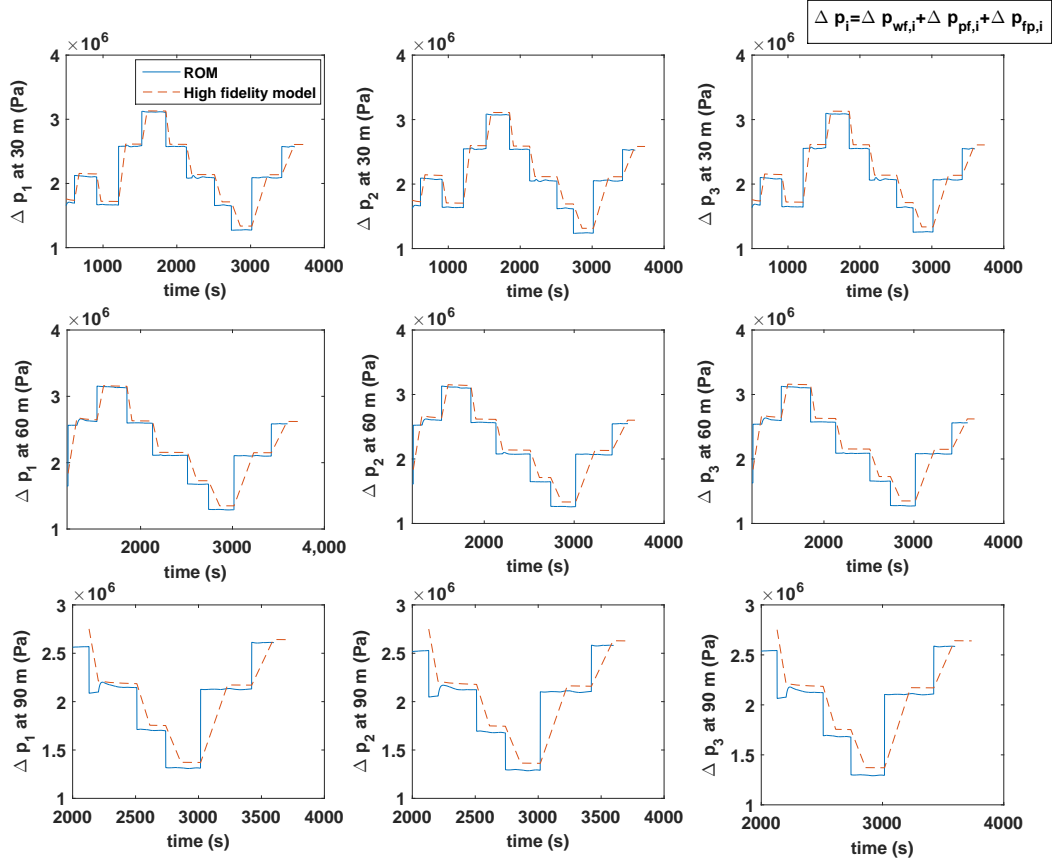 Δ p_i=Δ p_wf,i+Δ p_pf,i+Δ p_fp,i
× 10^6
× 10^6
× 10^6
4
3
2
1
Δ p_1 at 30 m (Pa)
ROM
High fidelity model
1000 2000 3000 4000
time (s)
4
3
2
1
Δ p_2 at 30 m (Pa)
1000 2000 3000 4000
time (s)
4
3
2
1
Δ p_3 at 30 m (Pa)
1000 2000 3000 4000
time (s)
× 10^6
× 10^6
× 10^6
4
3
2
1
Δ p_1 at 60 m (Pa)
2000 3000 4,000
time (s)
4
3
2
1
Δ p_2 at 60 m (Pa)
2000 3000 4000
time (s)
4
3
2
1
Δ p_3 at 60 m (Pa)
2000 3000 4000
time (s)
× 10^6
× 10^6
× 10^6
3
2.5
2
1.5
1
Δ p_1 at 90 m (Pa)
2000 2500 3000 3500 4000
time (s)
3
2.5
2
1.5
1
Δ p_2 at 90 m (Pa)
2000 2500 3000 3500 4000
time (s)
3
2.5
2
1.5
1
Δ p_3 at 90 m (Pa)
2000 3000 4000
time (s)